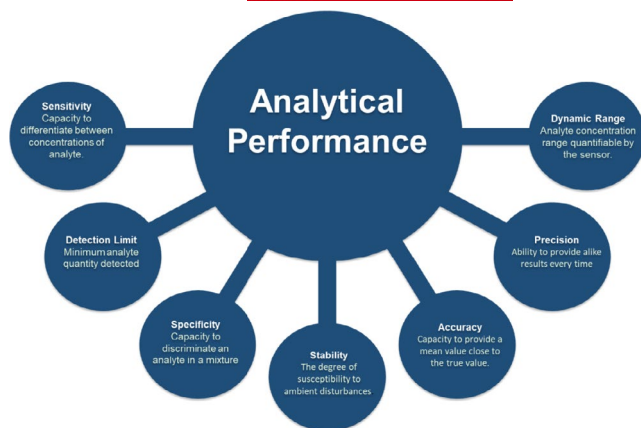 Analytical
Performance
Sensitivity
Capacity to
differentiate between
concentrations of
analyte.
Detection Limit
Minimum analyte
quantity detected
Specificity
Capacity to
discriminate an
analyte in a mixture
Stability
The degree of
susceptibility to
ambient disturbances
Accuracy
Capacity to provide a
mean value close to
the true value.
Precision
Ability to provide alike
results every time
Dynamic Range
Analyte concentration
range quantifiable by
the sensor.